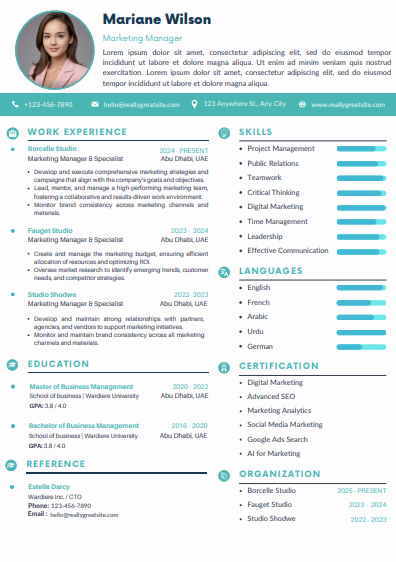 Mariane Wilson
Marketing Manager
Lorem ipsum dolor sit amet, consectetur adipiscing elit, sed do eiusmod tempor
incididunt ut labore et dolore magna aliqua. Ut enim ad minim veniam quis nostrum
exercitation. Lorem ipsum dolor sit amet, consectetur adipiscing elit, sed do
eiusmod tempor incididunt ut labore et dolore magna.
+123-456-7890
hello@reallygreatsite.com
123 Anywhere St., Any City
www.reallygreatsite.com
WORK EXPERIENCE
Borcelle Studio
2024 - PRESENT
Marketing Manager & Specialist
Abu Dhabi, UAE
• Develop and execute comprehensive marketing strategies and
campaigns that align with the company's goals and objectives.
• Lead, mentor, and manage a high-performing marketing team,
fostering a collaborative and results-driven work environment.
• Monitor brand consistency across marketing channels and
materials.
Fauget Studio
2023 - 2024
Marketing Manager & Specialist
Abu Dhabi, UAE
• Create and manage the marketing budget, ensuring efficient
allocation of resources and optimizing ROI.
• Oversee market research to identify emerging trends, customer
needs, and competitor strategies.
Studio Shodwe
2022-2023
Marketing Manager & Specialist
Abu Dhabi, UAE
• Develop and maintain strong relationships with partners,
agencies, and vendors to support marketing initiatives.
• Monitor and maintain brand consistency across all marketing
channels and materials.
EDUCATION
Master of Business Management
2020 - 2022
School of business | Wardiere University
Abu Dhabi, UAE
GPA: 3.8 / 4.0
Bachelor of Business Management
2016 - 2020
School of business | Wardiere University
Abu Dhabi, UAE
GPA: 3.8 / 4.0
REFERENCE
Estelle Darcy
Wardiere Inc. / CTO
Phone: 123-456-7890
Email : hello@reallygreatsite.com
SKILLS
• Project Management
• Public Relations
• Teamwork
• Critical Thinking
• Digital Marketing
• Time Management
• Leadership
• Effective Communication
LANGUAGES
• English
• French
• Arabic
• Urdu
• German
CERTIFICATION
• Digital Marketing
• Advanced SEO
• Marketing Analytics
• Social Media Marketing
• Google Ads Search
• AI for Marketing
ORGANIZATION
• Borcelle Studio
2025 - PRESENT
• Fauget Studio
2023 - 2024
• Studio Shodwe
2022 - 2023